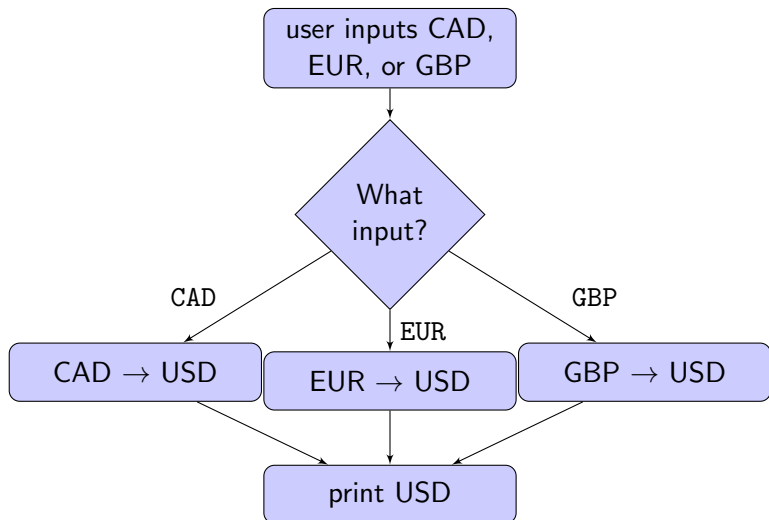 user inputs CAD,
EUR, or GBP
What
input?
CAD
GBP
EUR
CAD → USD
EUR → USD
GBP → USD
print USD